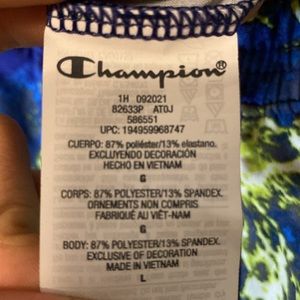 Champion®
1H 092021
82633P AT0J
586551
UPC: 194959968747
CUERPO: 87% poliéster/13% elastano.
EXCLUYENDO DECORACIÓN
HECHO EN VIETNAM
G
CORPS: 87% POLYESTER/13% SPANDEX.
ORNEMENTS NON COMPRIS
FABRIQUÉ AU VIÊT-NAM
G
BODY: 87% POLYESTER/13% SPANDEX.
EXCLUSIVE OF DECORATION
MADE IN VIETNAM
L